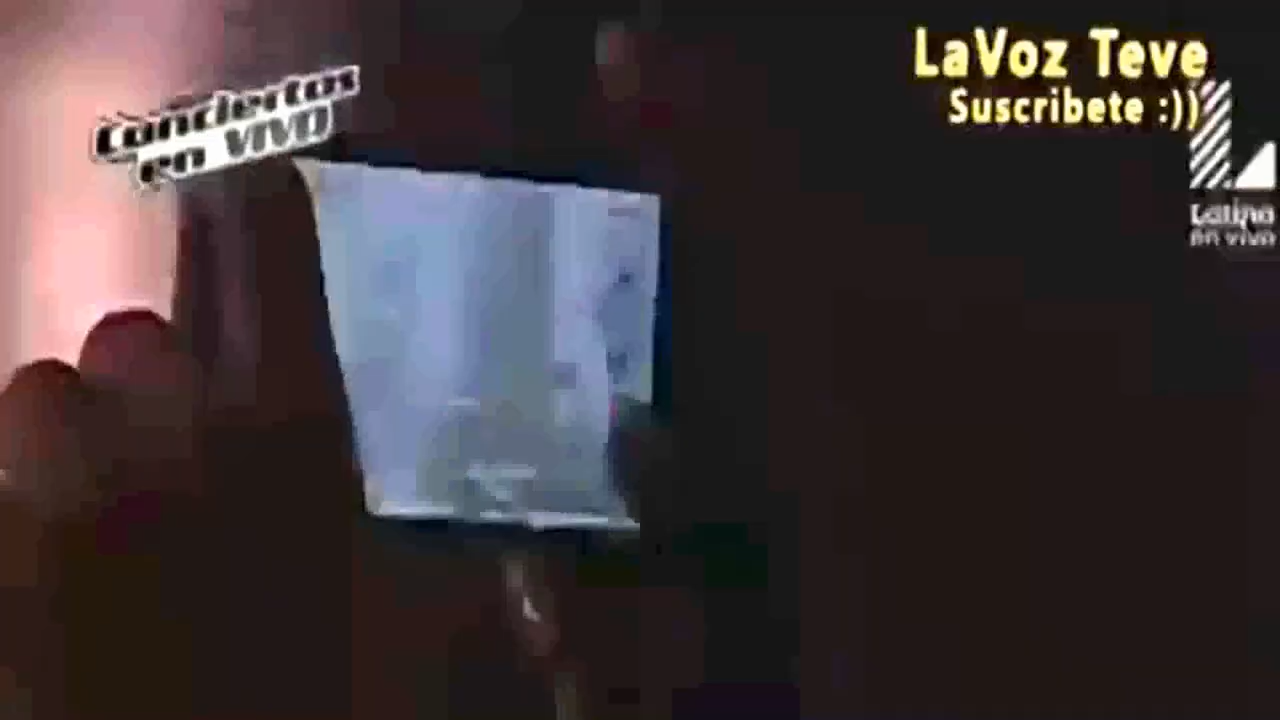 Conciertos
en VIVO
LaVoz Teve
Suscribete :))
Latina
en vivo